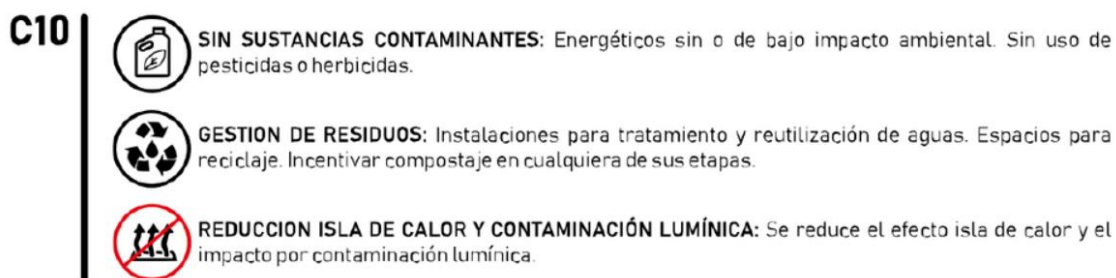 C10
SIN SUSTANCIAS CONTAMINANTES: Energéticos sin o de bajo impacto ambiental. Sin uso de
pesticidas o herbicidas.
GESTION DE RESIDUOS: Instalaciones para tratamiento y reutilización de aguas. Espacios para
reciclaje. Incentivar compostaje en cualquiera de sus etapas.
REDUCCION ISLA DE CALOR Y CONTAMINACIÓN LUMÍNICA: Se reduce el efecto isla de calor y el
impacto por contaminación lumínica.